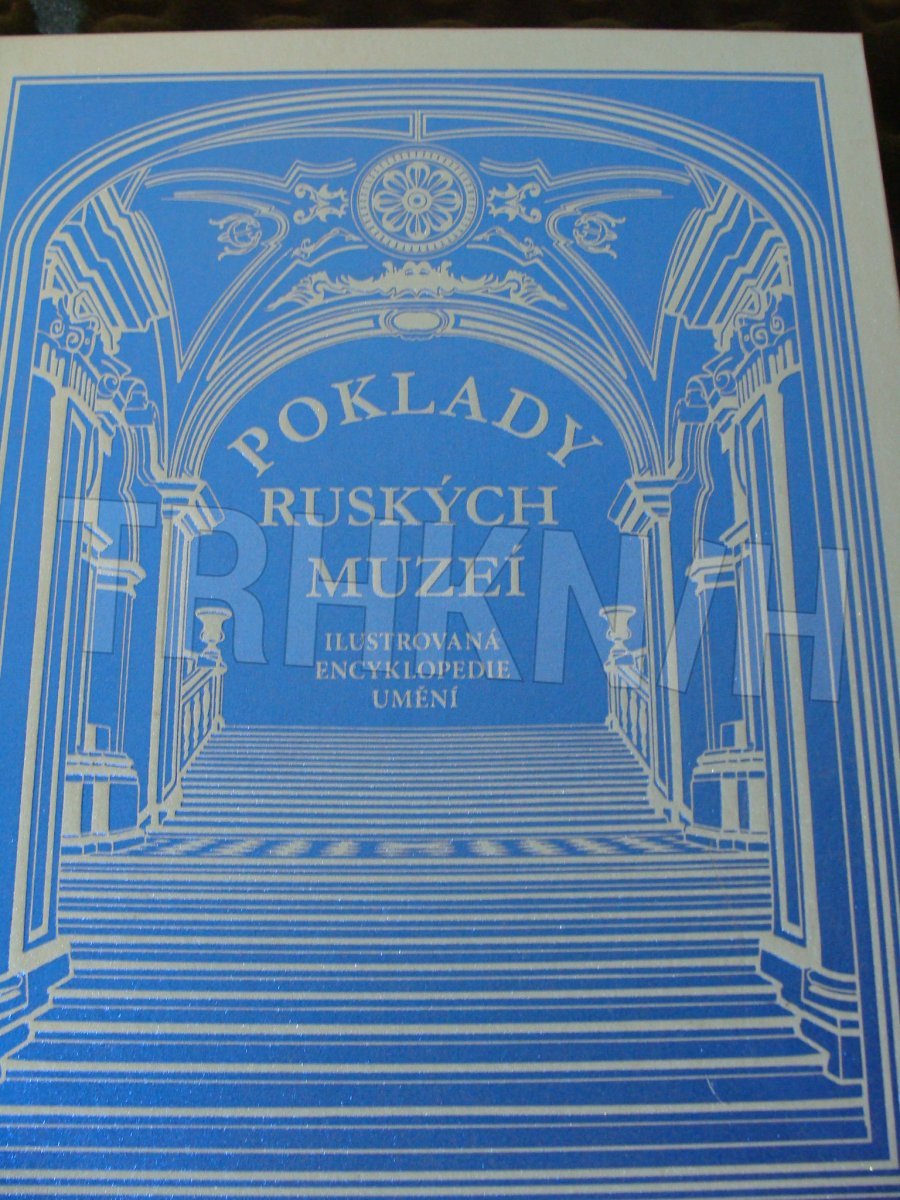 POKLADY
RUSKÝCH
MUZEÍ
TRHKNIH
ILUSTROVANÁ
ENCYKLOPEDIE
UMĚNÍ